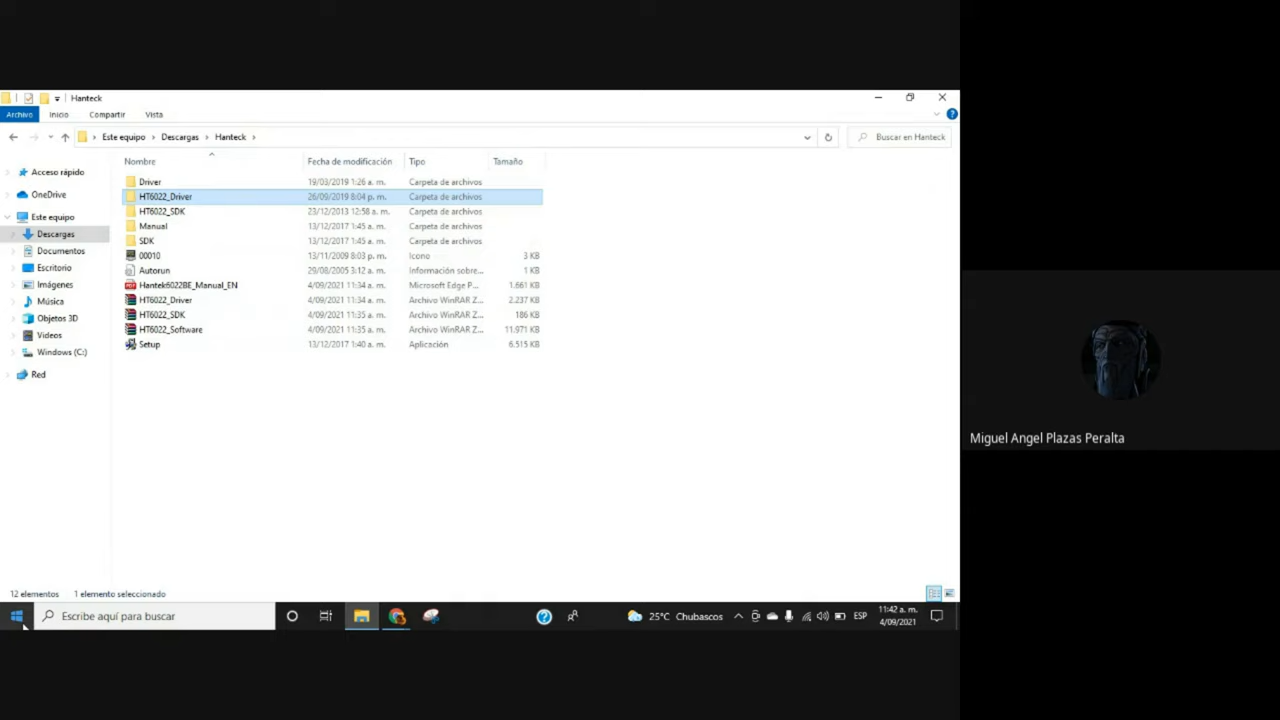 Hanteck
Archivo Inicio Compartir Vista
Este equipo Descargas Hanteck
Buscar en Hanteck
Acceso rápido
OneDrive
Este equipo
Descargas
Documentos
Escritorio
Imágenes
Música
Objetos 3D
Videos
Windows (C:)
Red
Nombre Fecha de modificación Tipo Tamaño
Driver 19/03/2019 1:26 a. m. Carpeta de archivos
HT6022_Driver 26/09/2019 8:04 p. m. Carpeta de archivos
HT6022_SDK 23/12/2013 12:58 a. m. Carpeta de archivos
Manual 13/12/2017 1:45 a. m. Carpeta de archivos
SDK 13/12/2017 1:45 a. m. Carpeta de archivos
00010 13/11/2009 8:03 p. m. Icono 3 KB
Autorun 29/08/2005 3:12 a. m. Información sobre... 1 KB
Hantek6022BE_Manual_EN 4/09/2021 11:34 a. m. Microsoft Edge P... 1.661 KB
HT6022_Driver 4/09/2021 11:34 a. m. Archivo WinRAR Z... 2.237 KB
HT6022_SDK 4/09/2021 11:35 a. m. Archivo WinRAR Z... 186 KB
HT6022_Software 4/09/2021 11:35 a. m. Archivo WinRAR Z... 11.971 KB
Setup 13/12/2017 1:40 a. m. Aplicación 6.515 KB
12 elementos 1 elemento seleccionado
Escribe aquí para buscar
25°C Chubascos
ESP
11:42 a. m.
4/09/2021
Miguel Angel Plazas Peralta